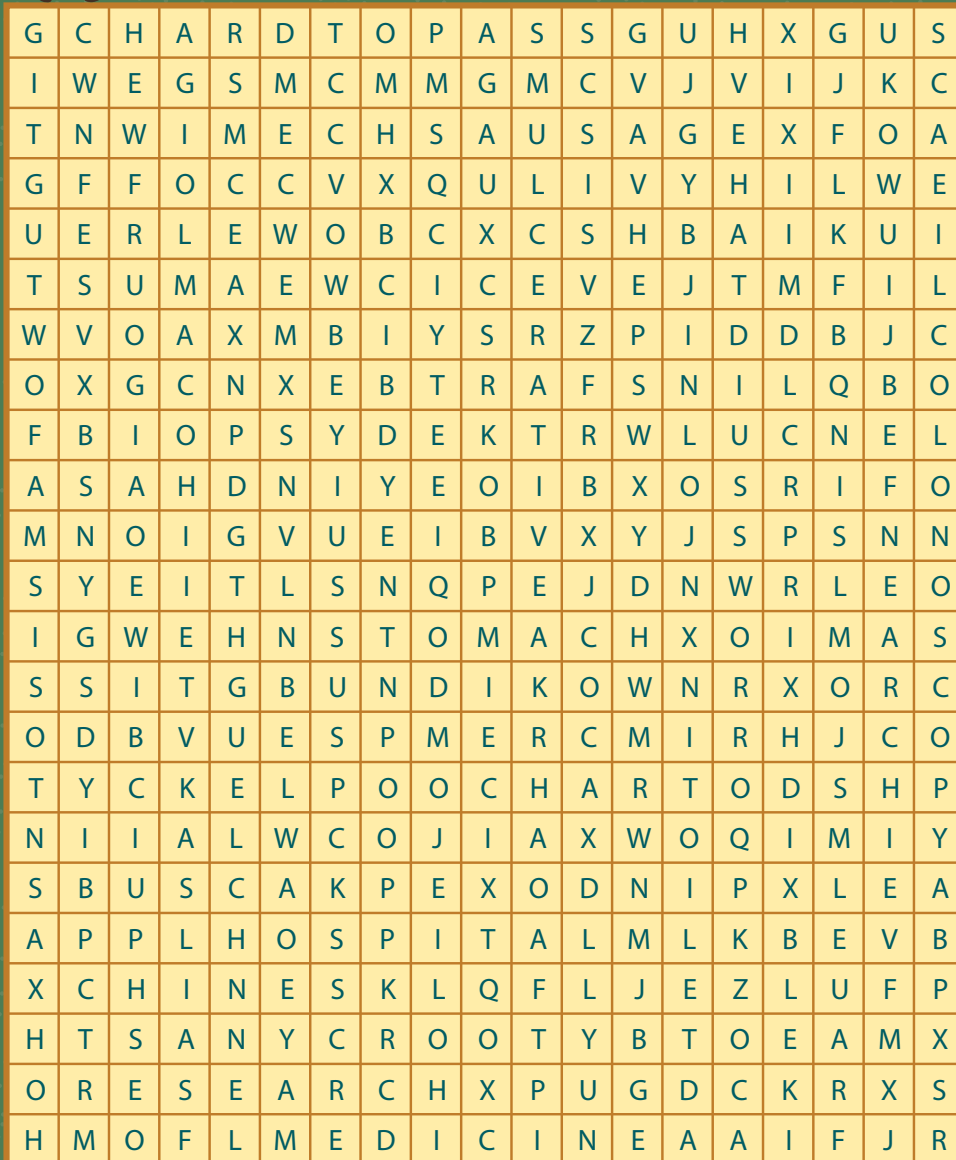 G C H A R D T O P A S S G U H X G U S
I W E G S M C M M G M C V J V I J K C
T N W I M E C H S A U S A G E X F O A
G F F O C C V X Q U L I V Y H I L W E
U E R L E W O B C X C S H B A I K U I
T S U M A E W C I C E V E J T M F I L
W V O A X M B I Y S R Z P I D D B J C
O X G C N X E B T R A F S N I L Q B O
F B I O P S Y D E K T R W L U C N E L
A S A H D N I Y E O I B X O S R I F O
M N O I G V U E I B V X Y J S P S N N
S Y E I T L S N Q P E J D N W R L E O
I G W E H N S T O M A C H X O I M A S
S S I T G B U N D I K O W N R X O R C
O D B V U E S P M E R C M I R H J C O
T Y C K E L P O O C H A R T O D S H P
N I I A L W C O J I A X W O Q I M I Y
S B U S C A K P E X O D N I P X L E A
A P P L H O S P I T A L M L K B E V B
X C H I N E S K L Q F L J E Z L U F P
H T S A N Y C R O O T Y B T O E A M X
O R E S E A R C H X P U G D C K R X S
H M O F L M E D I C I N E A A I F J R